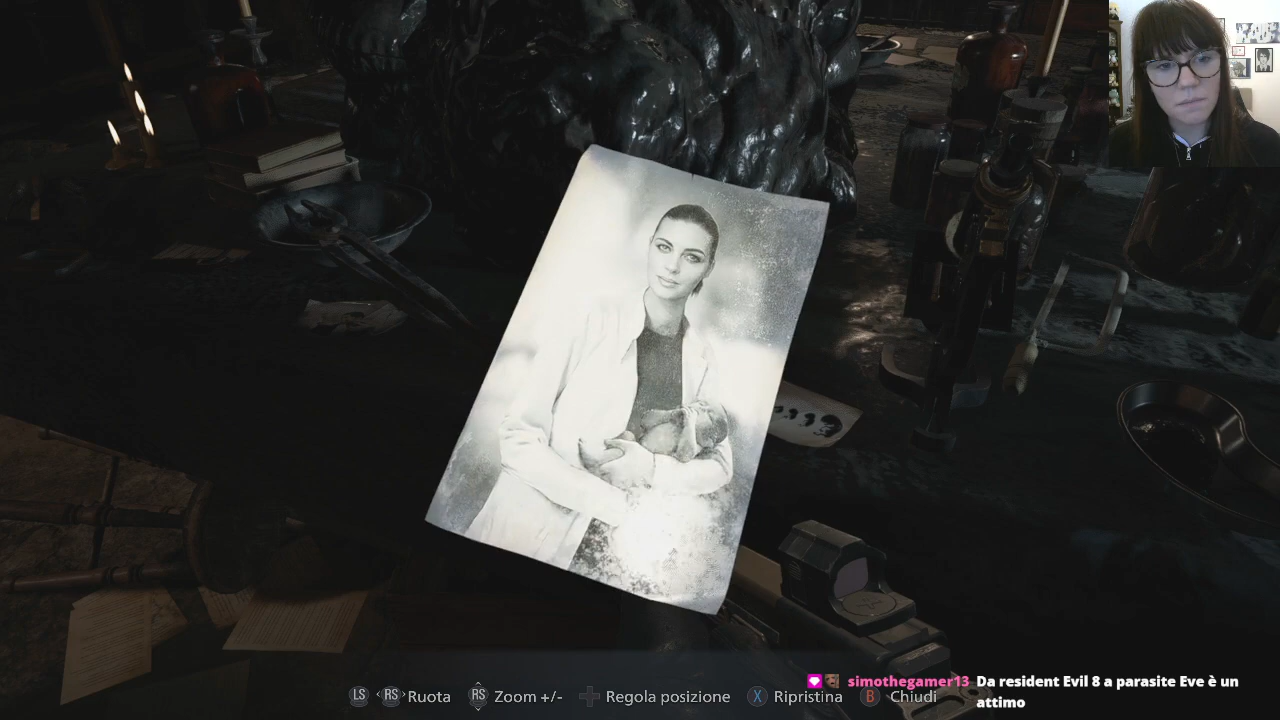 simothegamer13 Da resident Evil 8 a parasite Eve è un
attimo
LS RS Ruota RS Zoom +/- Regola posizione X Ripristina B Chiudi